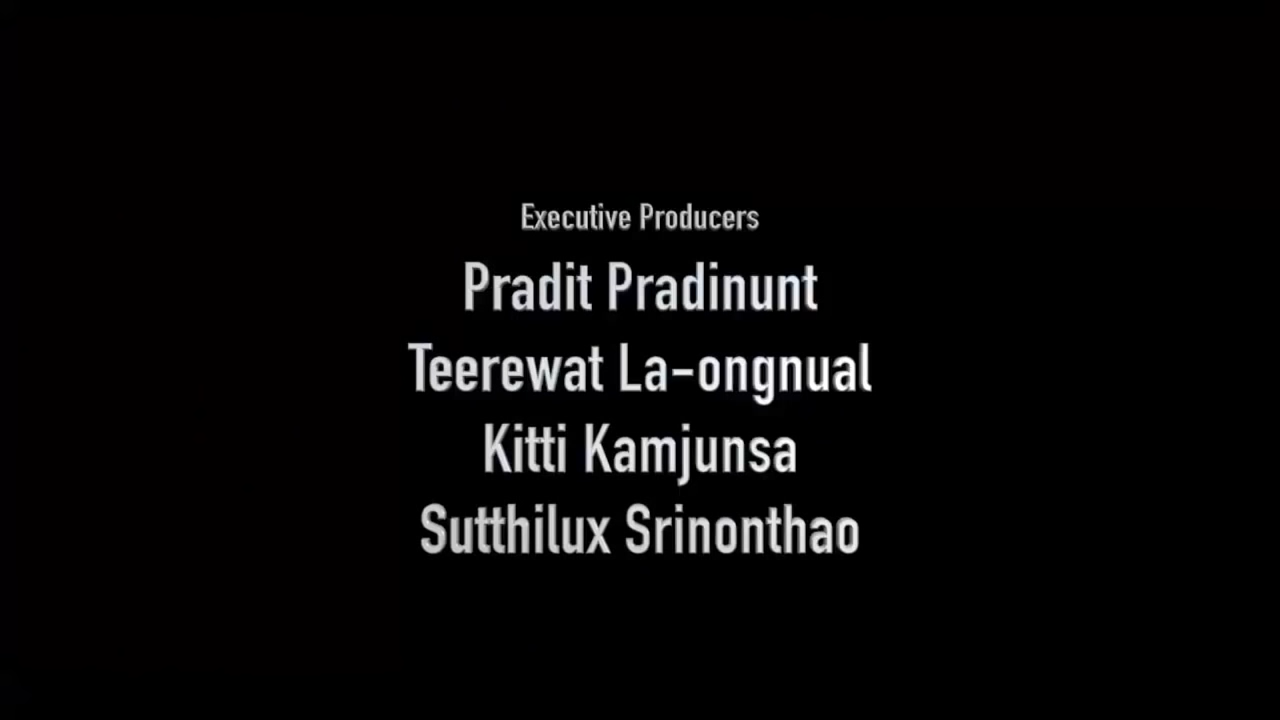 Executive Producers
Pradit Pradinunt
Teerewat La-ongnual
Kitti Kamjunsa
Sutthilux Srinonthao